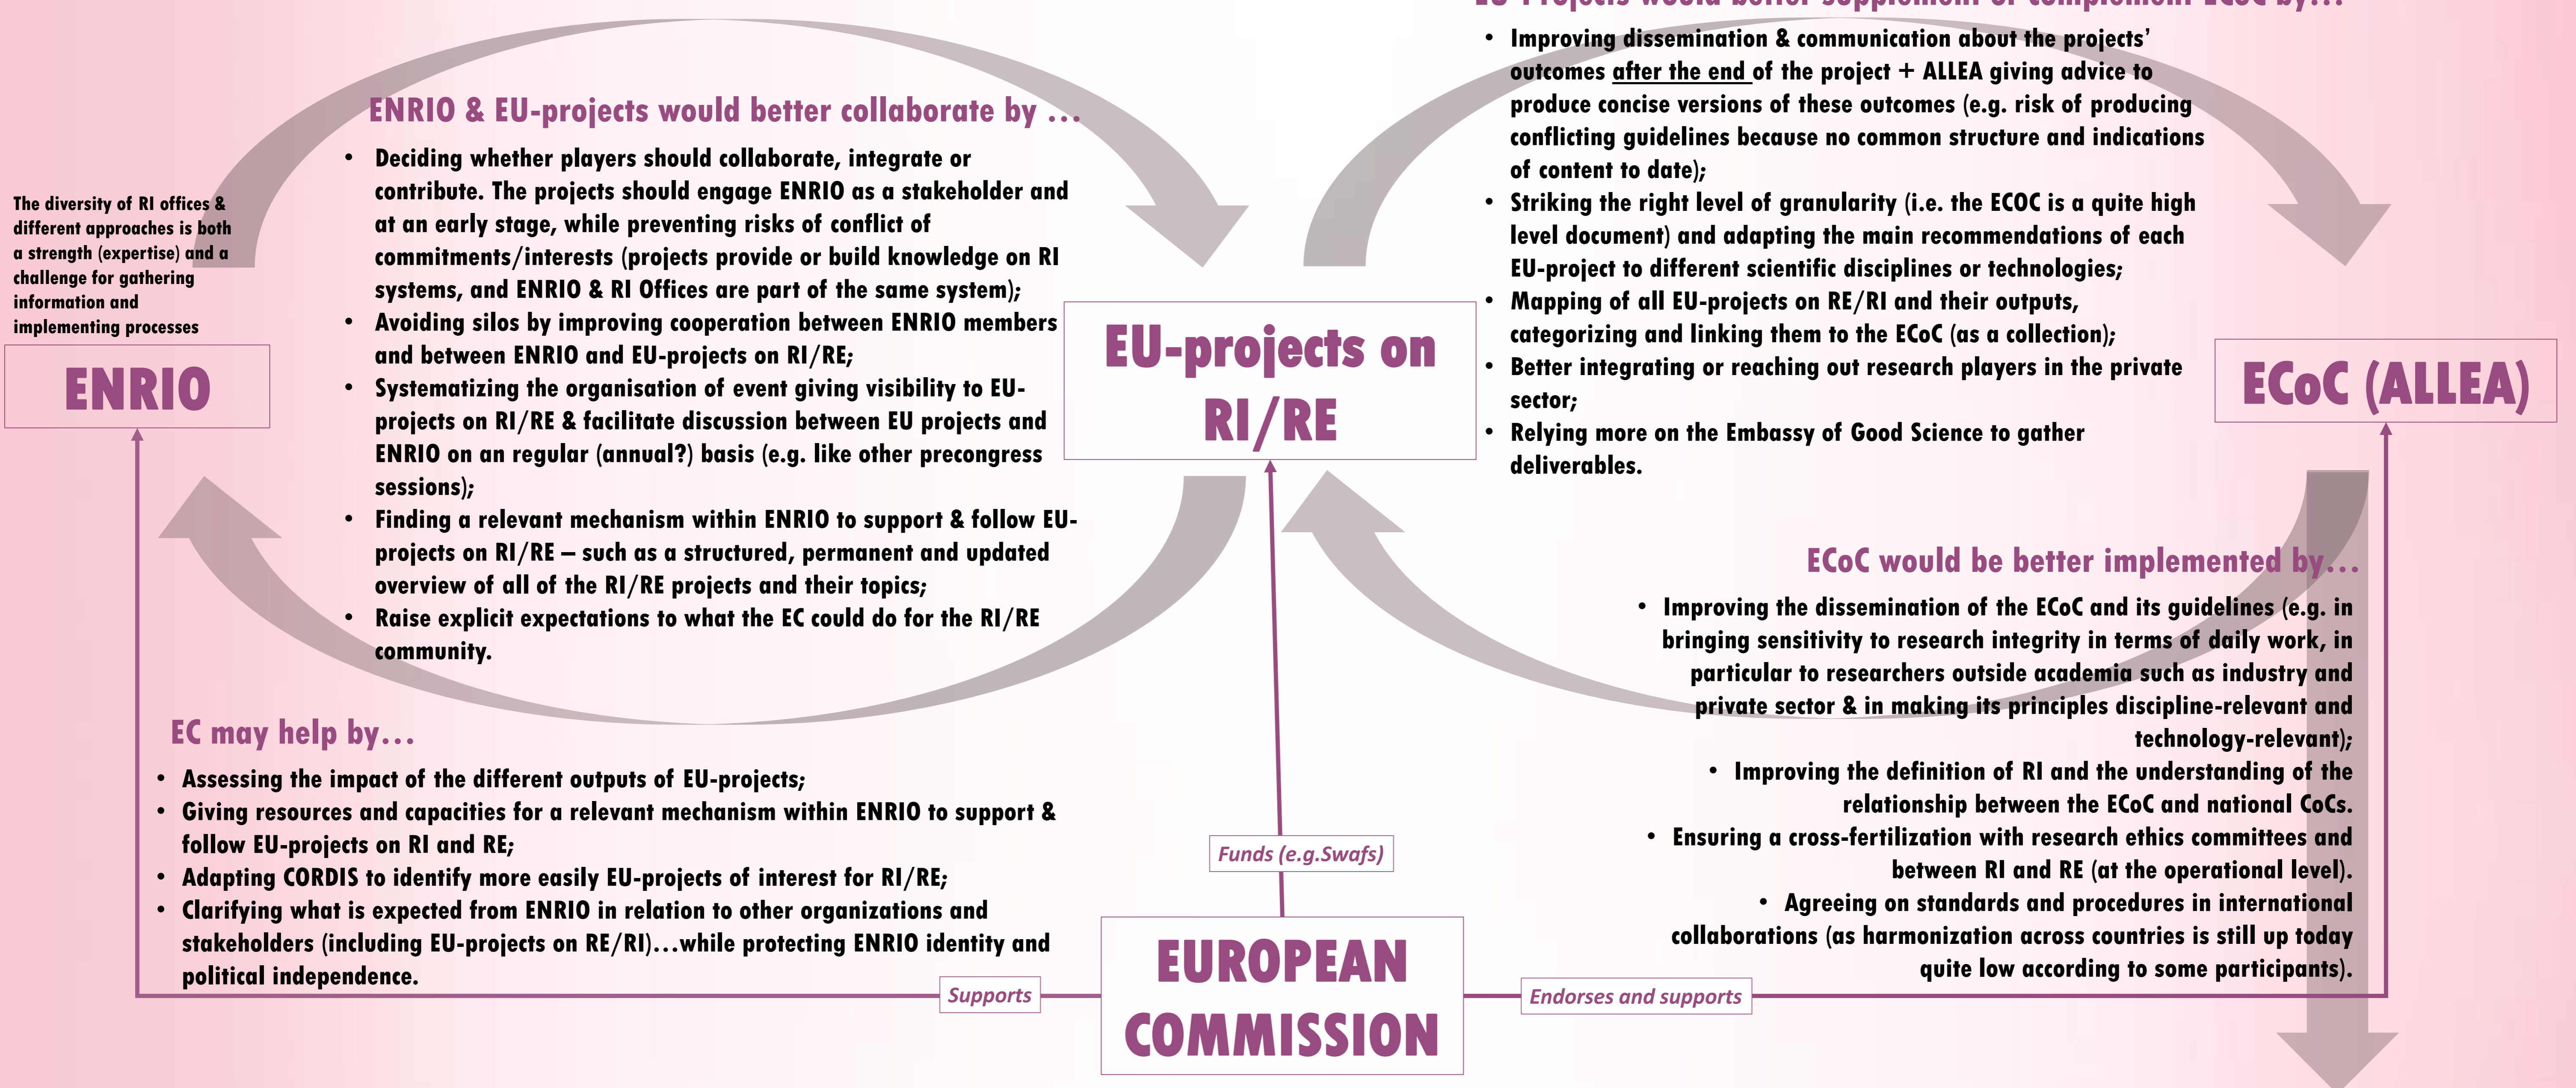 EU-Projects would better supplement or complement ECoC by…
• Improving dissemination & communication about the projects’
outcomes after the end of the project + ALLEA giving advice to
produce concise versions of these outcomes (e.g. risk of producing
conflicting guidelines because no common structure and indications
of content to date);
• Striking the right level of granularity (i.e. the ECOC is a quite high
level document) and adapting the main recommendations of each
EU-project to different scientific disciplines or technologies;
• Mapping of all EU-projects on RE/RI and their outputs,
categorizing and linking them to the ECoC (as a collection);
• Better integrating or reaching out research players in the private
sector;
• Relying more on the Embassy of Good Science to gather
deliverables.
ENRIO & EU-projects would better collaborate by …
• Deciding whether players should collaborate, integrate or
contribute. The projects should engage ENRIO as a stakeholder and
at an early stage, while preventing risks of conflict of
commitments/interests (projects provide or build knowledge on RI
systems, and ENRIO & RI Offices are part of the same system);
• Avoiding silos by improving cooperation between ENRIO members
and between ENRIO and EU-projects on RI/RE;
• Systematizing the organisation of event giving visibility to EU-
projects on RI/RE & facilitate discussion between EU projects and
ENRIO on an regular (annual?) basis (e.g. like other precongress
sessions);
• Finding a relevant mechanism within ENRIO to support & follow EU-
projects on RI/RE – such as a structured, permanent and updated
overview of all of the RI/RE projects and their topics;
• Raise explicit expectations to what the EC could do for the RI/RE
community.
The diversity of RI offices &
different approaches is both
a strength (expertise) and a
challenge for gathering
information and
implementing processes
ENRIO
EU-projects on
RI/RE
ECoC (ALLEA)
ECoC would be better implemented by…
• Improving the dissemination of the ECoC and its guidelines (e.g. in
bringing sensitivity to research integrity in terms of daily work, in
particular to researchers outside academia such as industry and
private sector & in making its principles discipline-relevant and
technology-relevant);
• Improving the definition of RI and the understanding of the
relationship between the ECoC and national CoCs.
• Ensuring a cross-fertilization with research ethics committees and
between RI and RE (at the operational level).
• Agreeing on standards and procedures in international
collaborations (as harmonization across countries is still up today
quite low according to some participants).
EC may help by…
• Assessing the impact of the different outputs of EU-projects;
• Giving resources and capacities for a relevant mechanism within ENRIO to support &
follow EU-projects on RI and RE;
• Adapting CORDIS to identify more easily EU-projects of interest for RI/RE;
• Clarifying what is expected from ENRIO in relation to other organizations and
stakeholders (including EU-projects on RE/RI)…while protecting ENRIO identity and
political independence.
Funds (e.g.Swafs)
Supports
EUROPEAN
COMMISSION
Endorses and supports